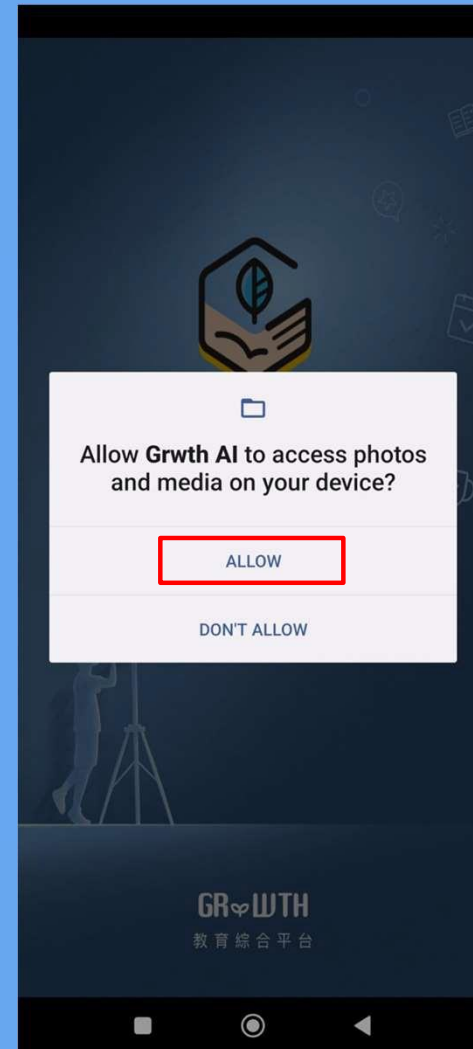 Allow Grwth AI to access photos
and media on your device?
ALLOW
DON'T ALLOW
GRWTH
教育綜合平台